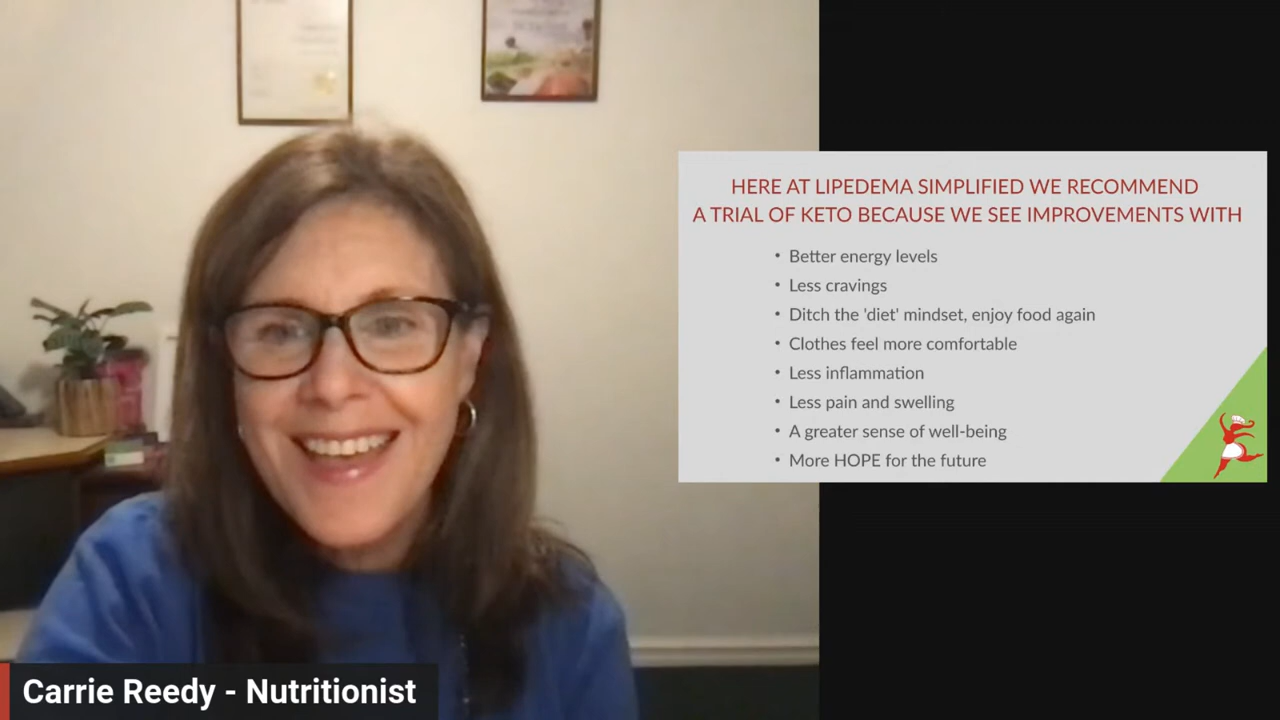 HERE AT LIPEDEMA SIMPLIFIED WE RECOMMEND
A TRIAL OF KETO BECAUSE WE SEE IMPROVEMENTS WITH
• Better energy levels
• Less cravings
• Ditch the 'diet' mindset, enjoy food again
• Clothes feel more comfortable
• Less inflammation
• Less pain and swelling
• A greater sense of well-being
• More HOPE for the future
Carrie Reedy - Nutritionist